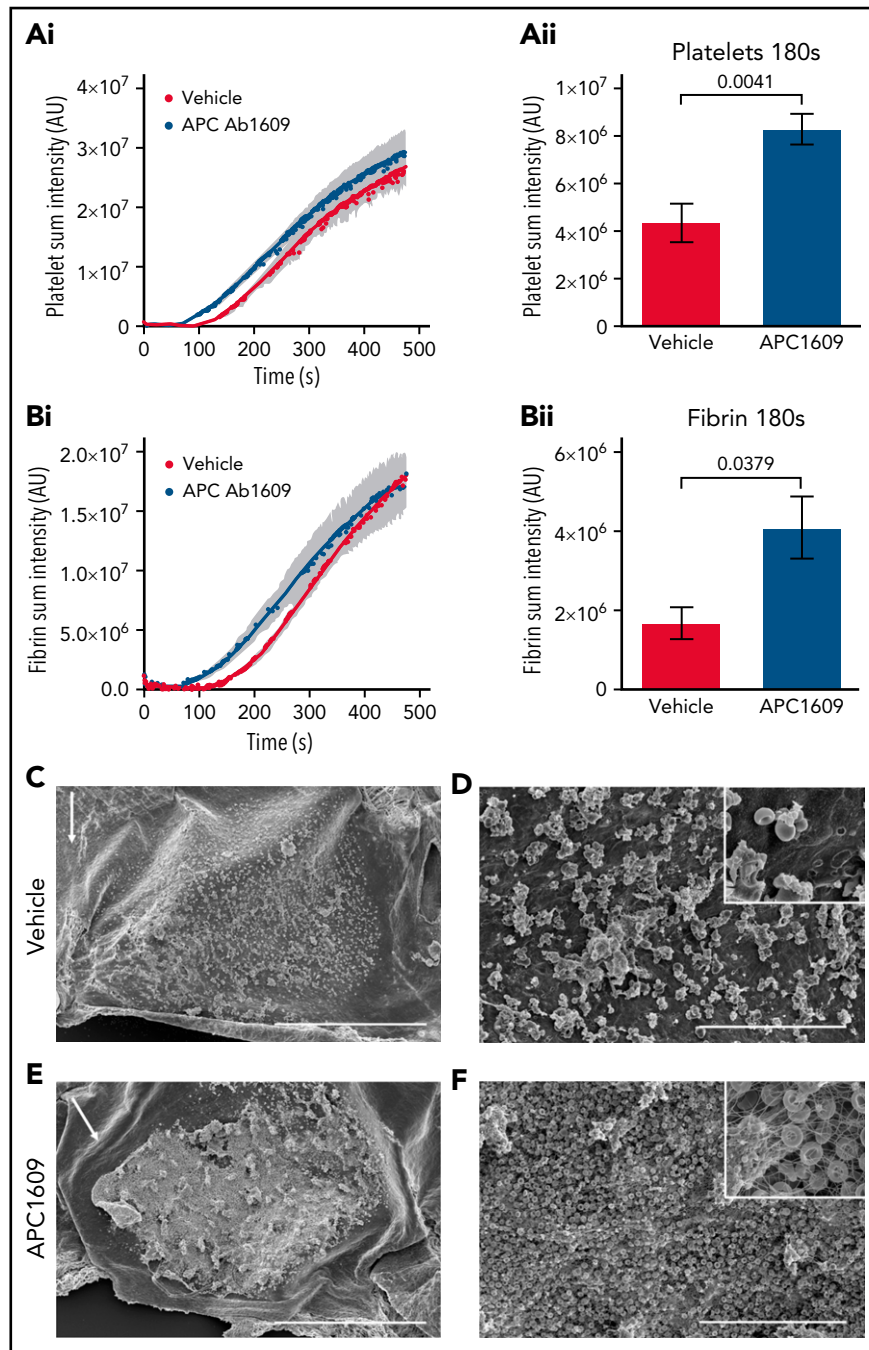 Ai
Platelet sum intensity (AU)
4×10⁷
3×10⁷
2×10⁷
1×10⁷
0
Vehicle
APC Ab1609
0 100 200 300 400 500
Time (s)
Aii
Platelets 180s
Platelet sum intensity (AU)
1×10⁷
8×10⁶
6×10⁶
4×10⁶
2×10⁶
0
0.0041
Vehicle APC1609
Bi
Fibrin sum intensity (AU)
2.0×10⁷
1.5×10⁷
1.0×10⁷
5.0×10⁶
0.0
Vehicle
APC Ab1609
0 100 200 300 400 500
Time (s)
Bii
Fibrin 180s
Fibrin sum intensity (AU)
6×10⁶
4×10⁶
2×10⁶
0
0.0379
Vehicle APC1609
C
D
Vehicle
E
F
APC1609